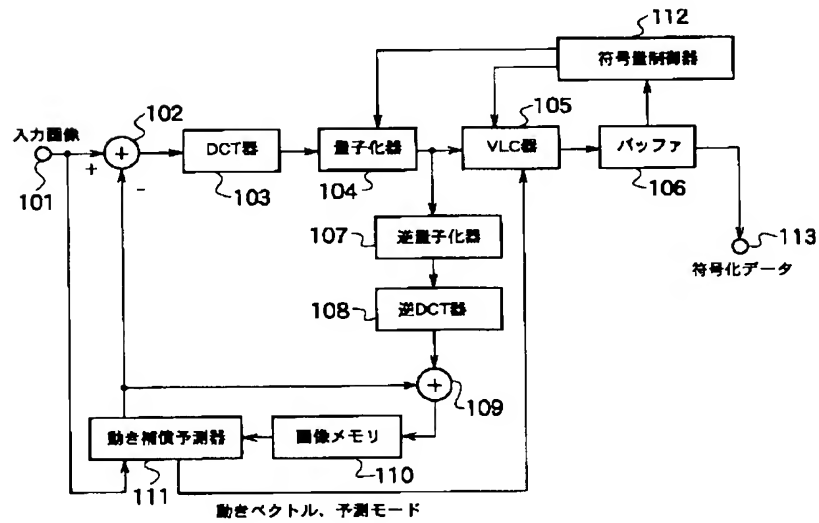 112
符号量制御器
入力画像
102
105
+
DCT器
量子化器
VLC器
バッファ
+
-
101
103
104
106
107
逆量子化器
113
符号化データ
108
逆DCT器
+
109
動き補償予測器
画像メモリ
111
110
動きベクトル、予測モード